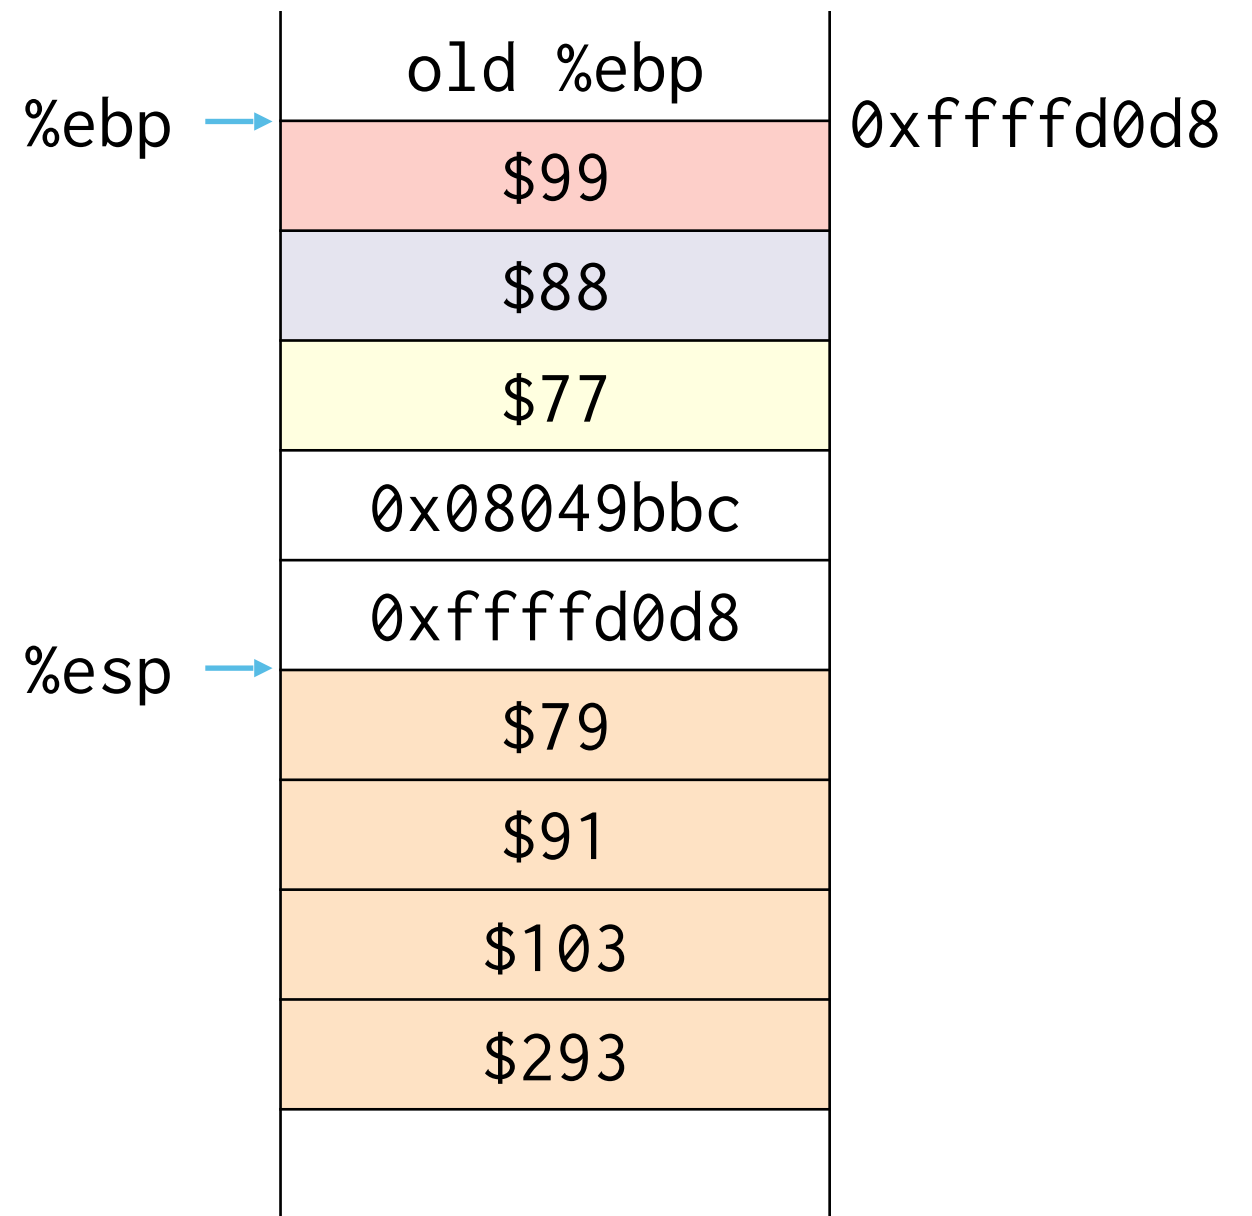 old %ebp
%ebp
0xffffd0d8
$99
$88
$77
0x08049bbc
0xffffd0d8
%esp
$79
$91
$103
$293